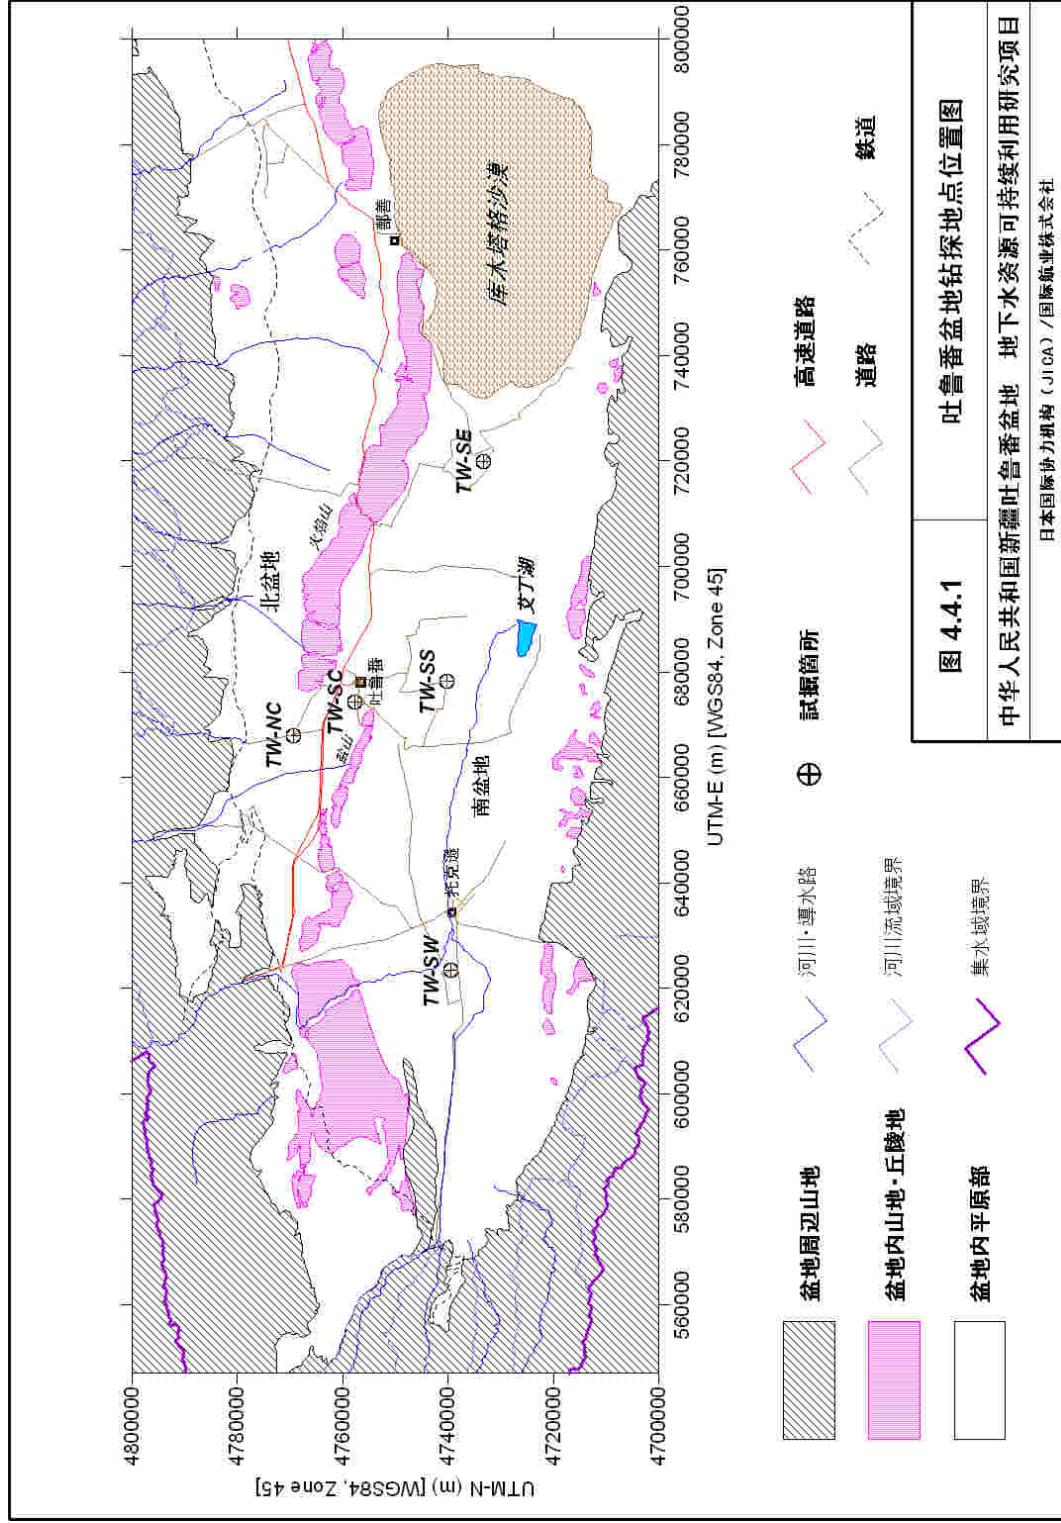 4800000
4780000
4760000
4740000
4720000
4700000
UTM-N (m) [WGS84, Zone 45]
560000
580000
600000
620000
640000
660000
680000
700000
720000
740000
760000
780000
800000
UTM-E (m) [WGS84, Zone 45]
北盆地
火焰山
鄯善
库木塔格沙漠
TW-NC
TW-SC
吐鲁番
盐山
TW-SS
TW-SE
艾丁湖
南盆地
托克逊
TW-SW
盆地周辺山地
盆地内山地・丘陵地
盆地内平原部
河川・導水路
河川流域境界
集水域境界
試掘箇所
高速道路
道路
鉄道
图 4.4.1
吐鲁番盆地钻探地点位置图
中华人民共和国新疆吐鲁番盆地 地下水资源可持续利用研究项目
日本国际协力机构 (JICA) / 国际航业株式会社